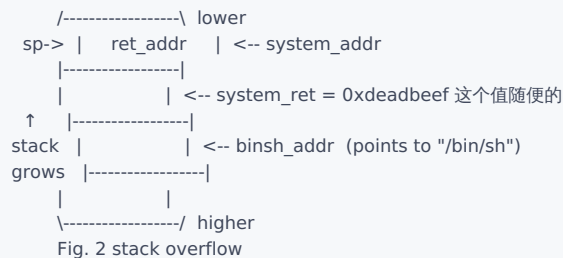 /------------------\ lower
sp-> | ret_addr | <-- system_addr
|------------------|
| | <-- system_ret = 0xdeadbeef 这个值随便的
↑ |------------------|
stack | | <-- binsh_addr (points to "/bin/sh")
grows |------------------|
| |
\------------------/ higher
Fig. 2 stack overflow